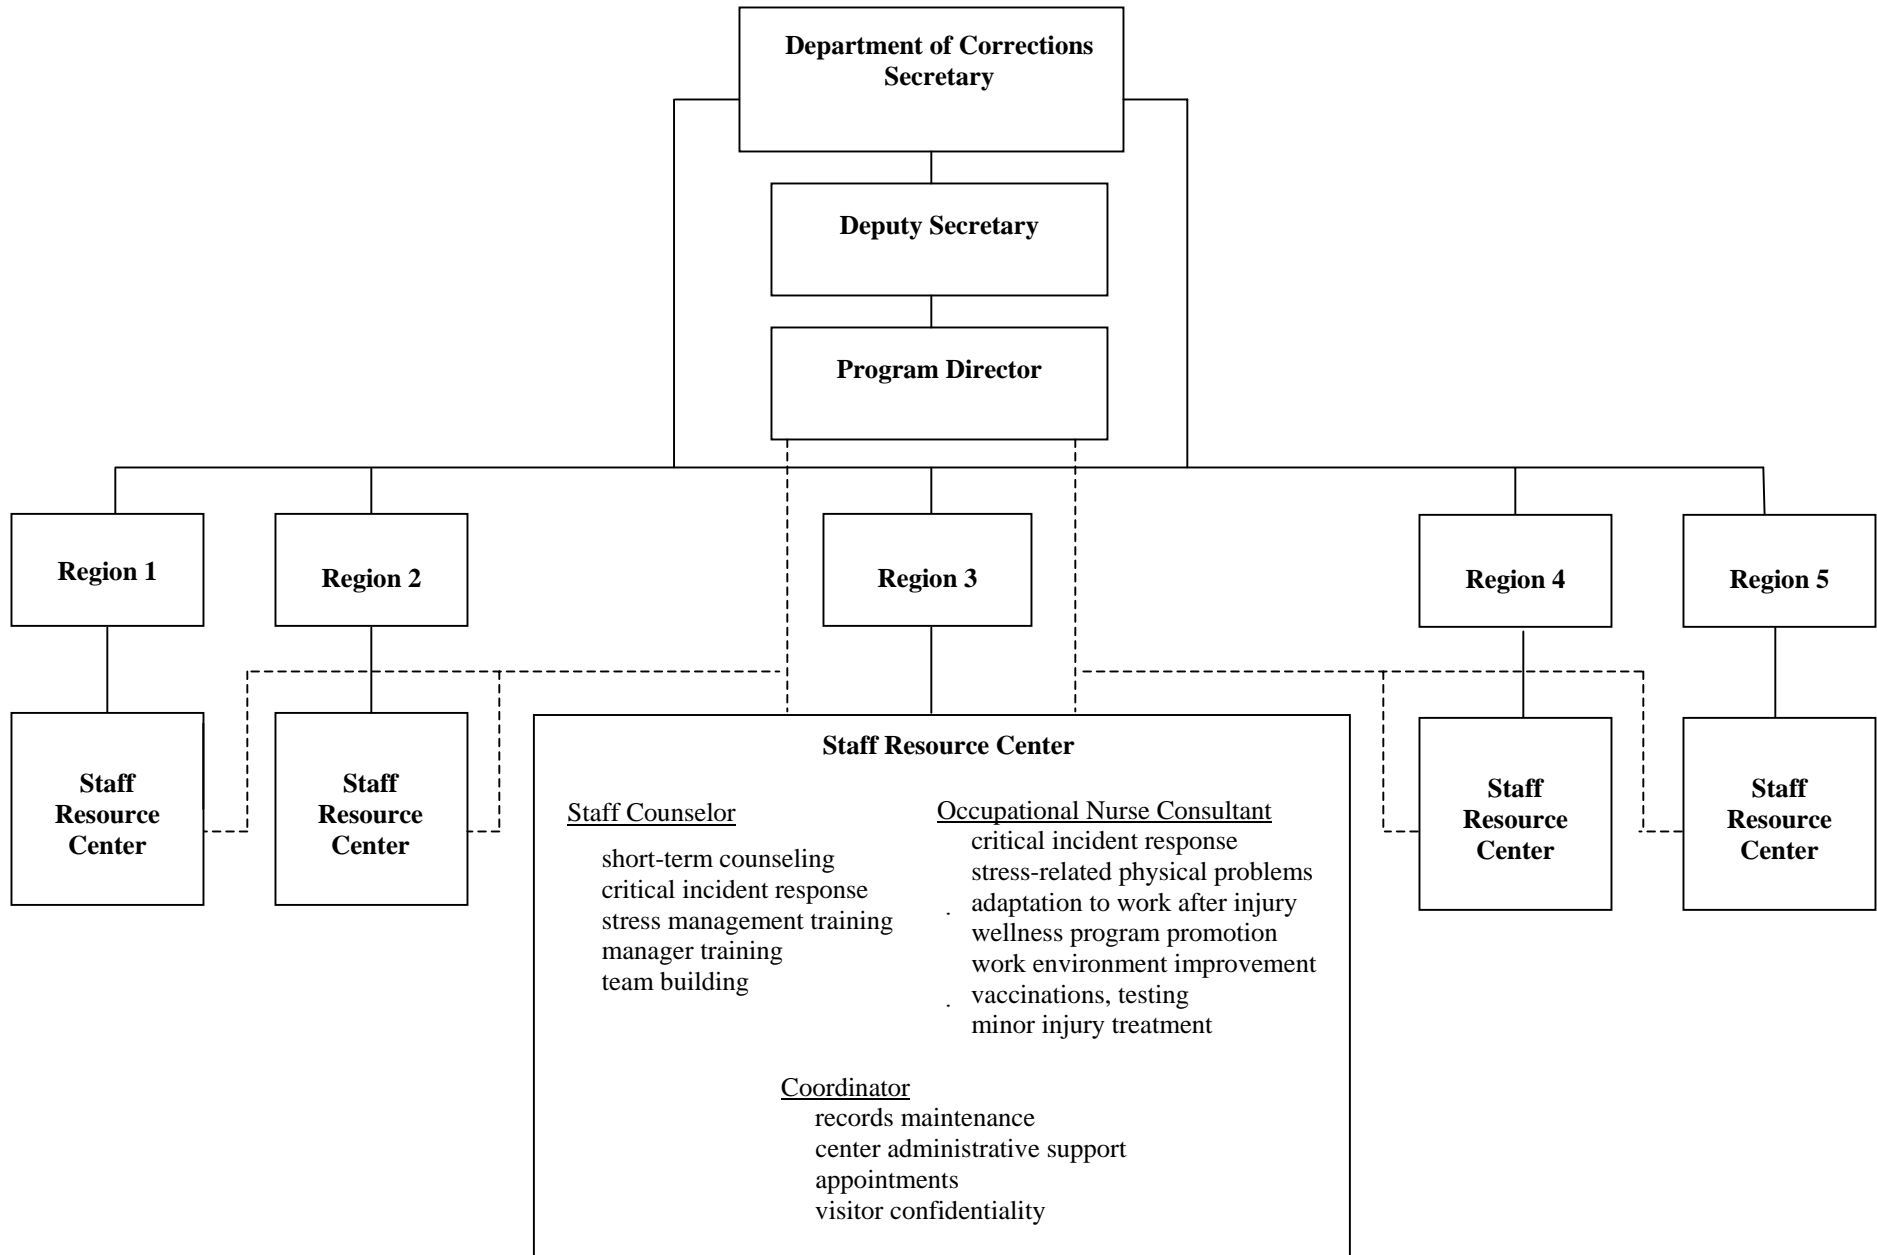 Department of Corrections
Secretary
Deputy Secretary
Program Director
Region 1
Region 2
Region 3
Region 4
Region 5
Staff
Resource
Center
Staff
Resource
Center
Staff Resource Center
Staff Counselor
short-term counseling
critical incident response
stress management training
manager training
team building
Occupational Nurse Consultant
critical incident response
stress-related physical problems
adaptation to work after injury
wellness program promotion
work environment improvement
vaccinations, testing
minor injury treatment
Coordinator
records maintenance
center administrative support
appointments
visitor confidentiality
Staff
Resource
Center
Staff
Resource
Center